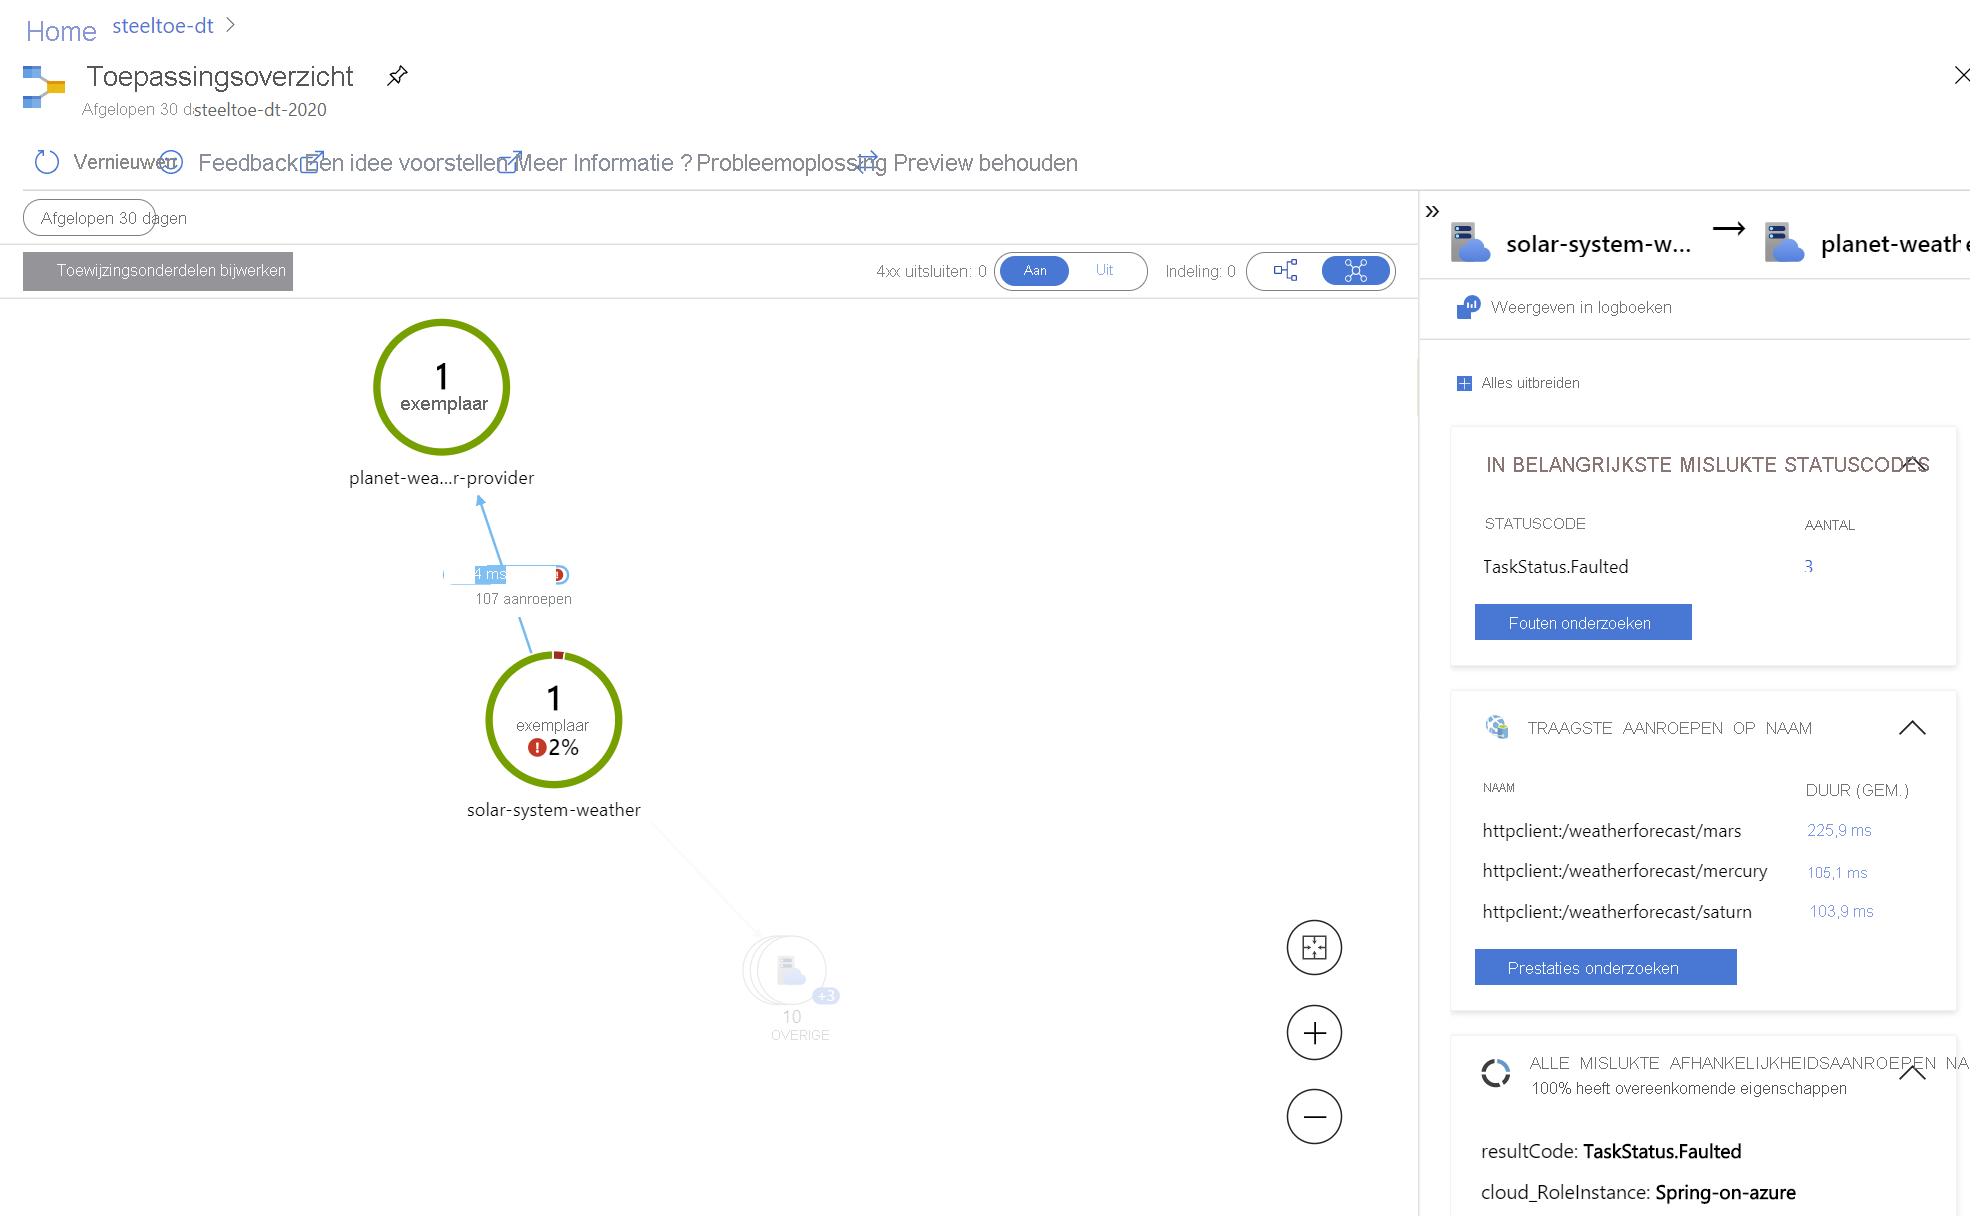 Home steeltoe-dt
Toepassingsoverzicht
Afgelopen 30 da steeltoe-dt-2020
Vernieuwen Feedback Een idee voorstellen Meer Informatie ? Probleemoplossing Preview behouden
Afgelopen 30 dagen
Toewijzingsonderdelen bijwerken
4xx uitsluiten: 0 Aan Uit Indeling: 0
1
exemplaar
planet-wea...r-provider
4 ms
107 aanroepen
1
exemplaar
2%
solar-system-weather
+3
10
OVERIGE
solar-system-w... planet-weathe
Weergeven in logboeken
Alles uitbreiden
IN BELANGRIJKSTE MISLUKTE STATUSCODES
STATUSCODE AANTAL
TaskStatus.Faulted 3
Fouten onderzoeken
TRAAGSTE AANROEPEN OP NAAM
NAAM DUUR (GEM.)
httpclient:/weatherforecast/mars 225,9 ms
httpclient:/weatherforecast/mercury 105,1 ms
httpclient:/weatherforecast/saturn 103,9 ms
Prestaties onderzoeken
ALLE MISLUKTE AFHANKELIJKHEIDSAANROEPEN NA
100% heeft overeenkomende eigenschappen
resultCode: TaskStatus.Faulted
cloud_RoleInstance: Spring-on-azure